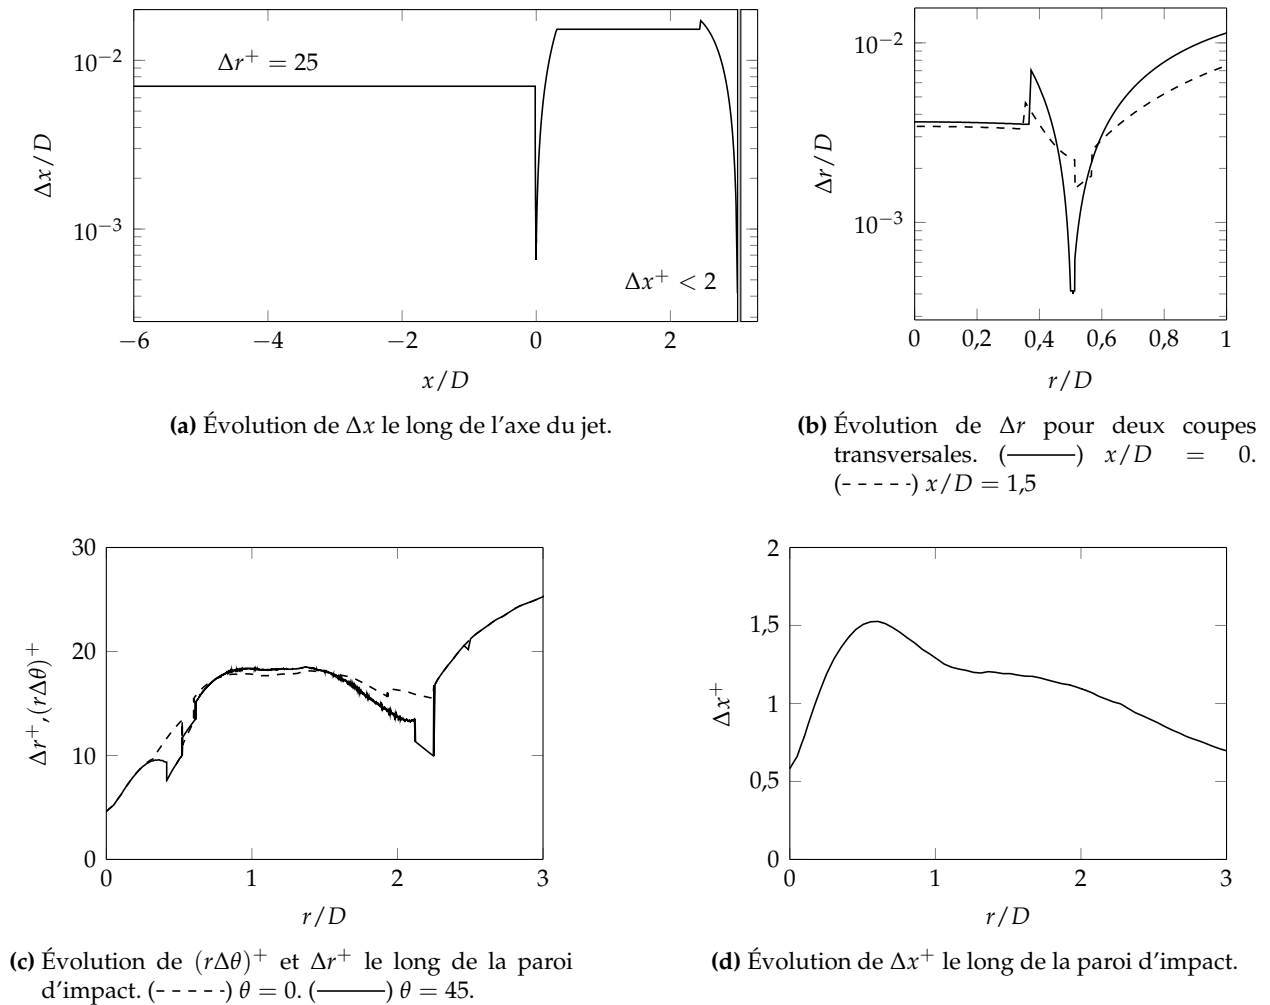 10⁻²
10⁻³
Δx/D
Δr⁺ = 25
Δx⁺ < 2
−6 −4 −2 0 2
x/D
(a) Évolution de Δx le long de l'axe du jet.
10⁻²
10⁻³
Δr/D
0 0,2 0,4 0,6 0,8 1
r/D
(b) Évolution de Δr pour deux coupes
transversales. (———) x/D = 0.
(- - - - -) x/D = 1,5
30
20
10
0
Δr⁺,(rΔθ)⁺
0 1 2 3
r/D
(c) Évolution de (rΔθ)⁺ et Δr⁺ le long de la paroi
d'impact. (- - - - -) θ = 0. (———) θ = 45.
2
1,5
1
0,5
0
Δx⁺
0 1 2 3
r/D
(d) Évolution de Δx⁺ le long de la paroi d'impact.